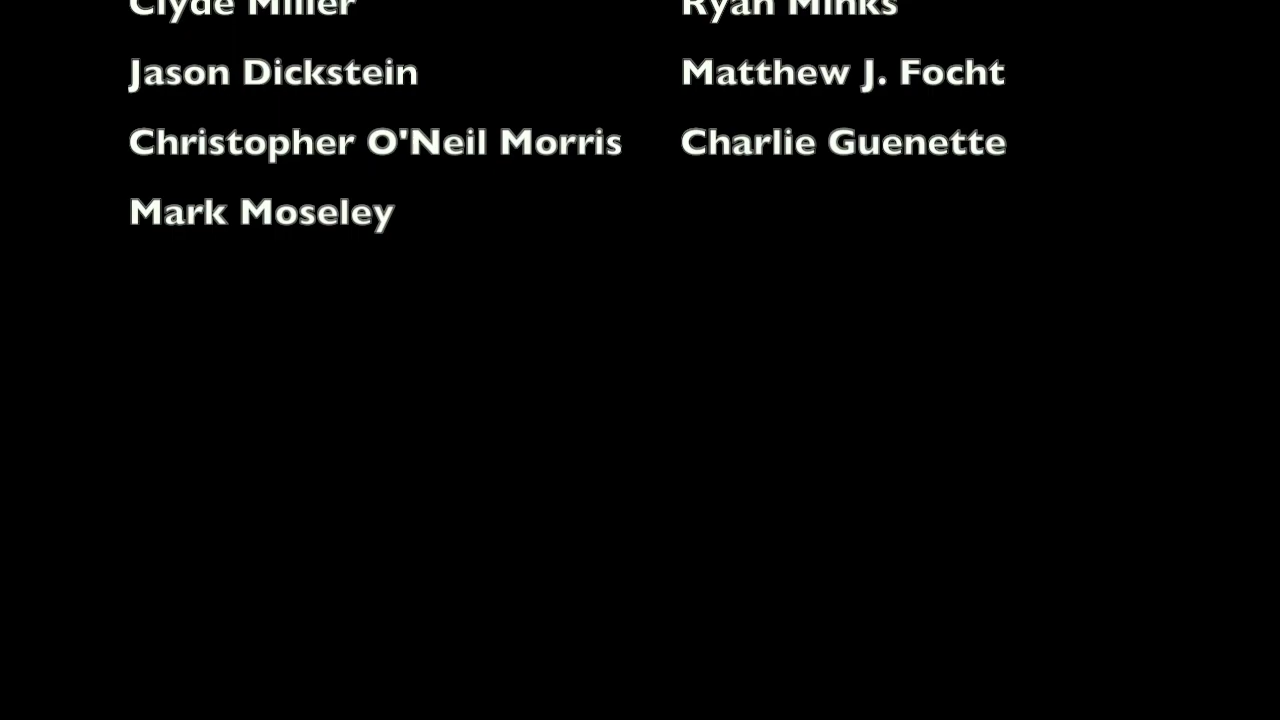 Clyde Miller Ryan Minks
Jason Dickstein Matthew J. Focht
Christopher O'Neil Morris Charlie Guenette
Mark Moseley